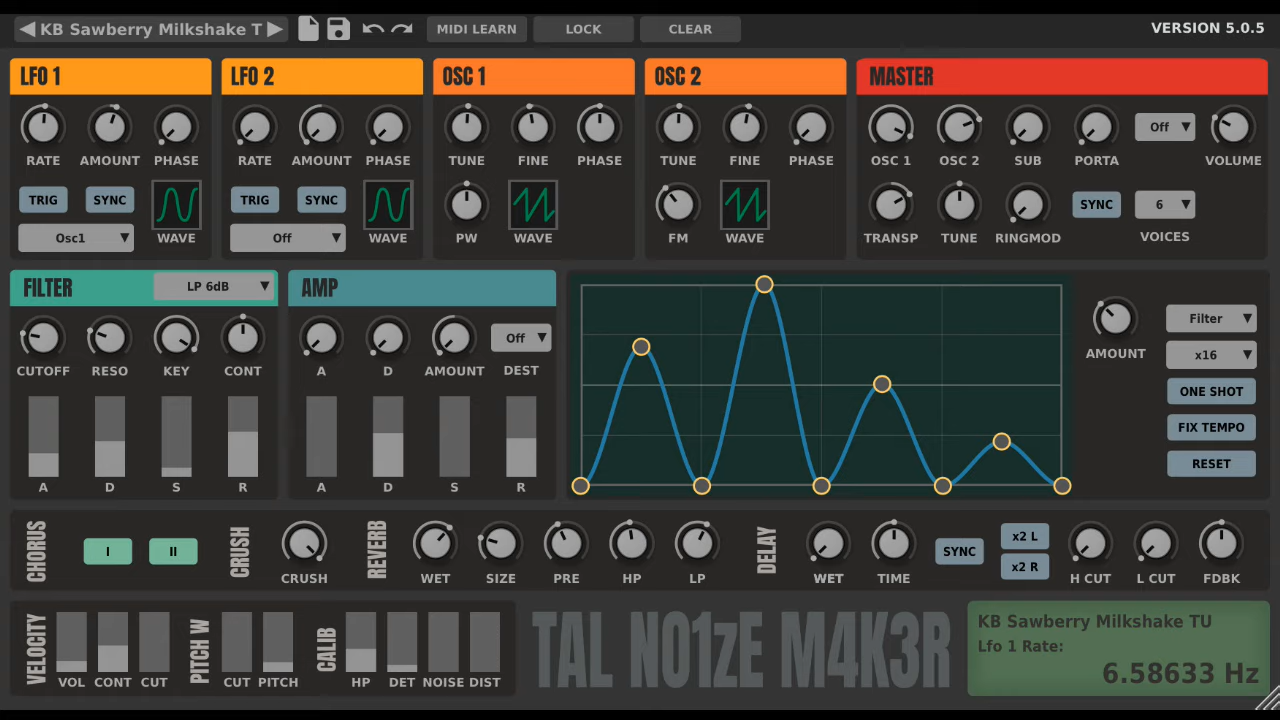 KB Sawberry Milkshake T
MIDI LEARN
LOCK
CLEAR
VERSION 5.0.5
LFO 1
LFO 2
OSC 1
OSC 2
MASTER
RATE AMOUNT PHASE
RATE AMOUNT PHASE
TUNE FINE PHASE
TUNE FINE PHASE
OSC 1 OSC 2 SUB PORTA Off VOLUME
TRIG SYNC
Osc1 WAVE
TRIG SYNC
Off WAVE
PW WAVE
FM WAVE
TRANSP TUNE RINGMOD SYNC 6 VOICES
FILTER LP 6dB
AMP
CUTOFF RESO KEY CONT
A D AMOUNT Off DEST
A D S R
A D S R
AMOUNT
Filter
x16
ONE SHOT
FIX TEMPO
RESET
CHORUS I II
CRUSH CRUSH
REVERB WET SIZE PRE HP LP
DELAY WET TIME SYNC x2 L x2 R H CUT L CUT FDBK
VELOCITY VOL CONT CUT
PITCH W CUT PITCH
CALIB HP DET NOISE DIST
TAL NO1zE M4K3R
KB Sawberry Milkshake TU
Lfo 1 Rate:
6.58633 Hz